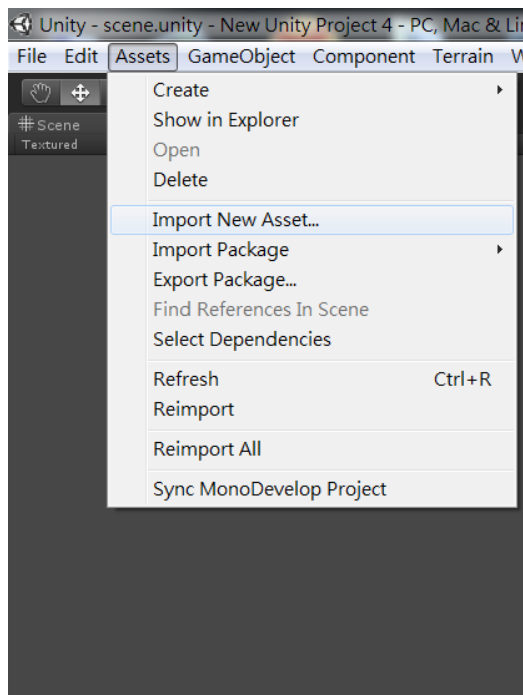 Unity - scene.unity - New Unity Project 4 - PC, Mac &
File Edit Assets GameObject Component Terrain
#Scene
Textured
Create
Show in Explorer
Open
Delete
Import New Asset...
Import Package
Export Package...
Find References In Scene
Select Dependencies
Refresh Ctrl+R
Reimport
Reimport All
Sync MonoDevelop Project